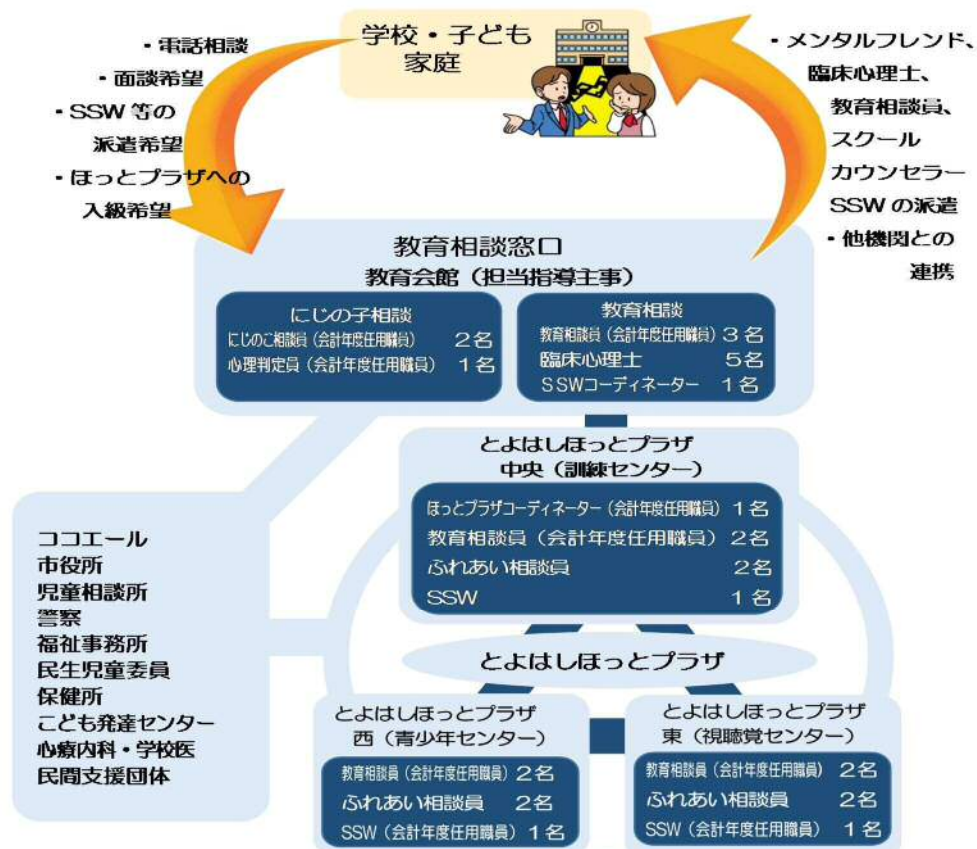 学校・子ども
家庭
・電話相談
・面談希望
・SSW 等の
派遣希望
・ほっとプラザへの
入級希望
・メンタルフレンド、
臨床心理士、
教育相談員、
スクール
カウンセラー
SSW の派遣
・他機関との
連携
教育相談窓口
教育会館（担当指導主事）
にじの子相談
にじのこ相談員（会計年度任用職員） 2名
心理判定員（会計年度任用職員） 1名
教育相談
教育相談員（会計年度任用職員） 3名
臨床心理士 5名
SSWコーディネーター 1名
とよはしほっとプラザ
中央（訓練センター）
ほっとプラザコーディネーター（会計年度任用職員） 1名
教育相談員（会計年度任用職員） 2名
ふれあい相談員 2名
SSW 1名
ココエール
市役所
児童相談所
警察
福祉事務所
民生児童委員
保健所
こども発達センター
心療内科・学校医
民間支援団体
とよはしほっとプラザ
とよはしほっとプラザ
西（青少年センター）
教育相談員（会計年度任用職員） 2名
ふれあい相談員 2名
SSW（会計年度任用職員） 1名
とよはしほっとプラザ
東（視聴覚センター）
教育相談員（会計年度任用職員） 2名
ふれあい相談員 2名
SSW（会計年度任用職員） 1名